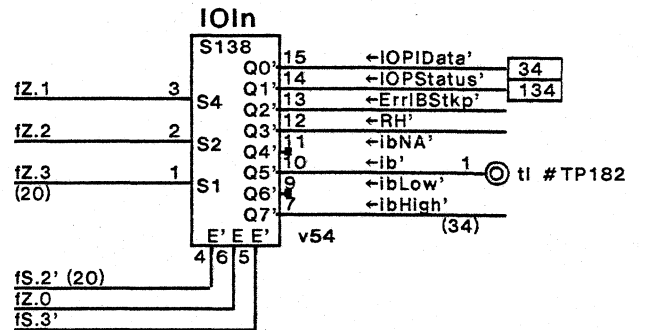 IOIn
S138
Q0' 15 ←IOPIData' 34
Q1' 14 ←IOPStatus' 134
fZ.1 3 S4 Q2' 13 ←ErrIBStkp'
Q3' 12 ←RH'
fZ.2 2 S2 Q4' 11 ←ibNA'
Q5' 10 ←ib' 1 tl #TP182
fZ.3 1 S1 Q6' 9 ←ibLow'
(20) Q7' 7 ←ibHigh'
(34)
E' E E' v54
4 6 5
fS.2' (20)
fZ.0
fS.3'